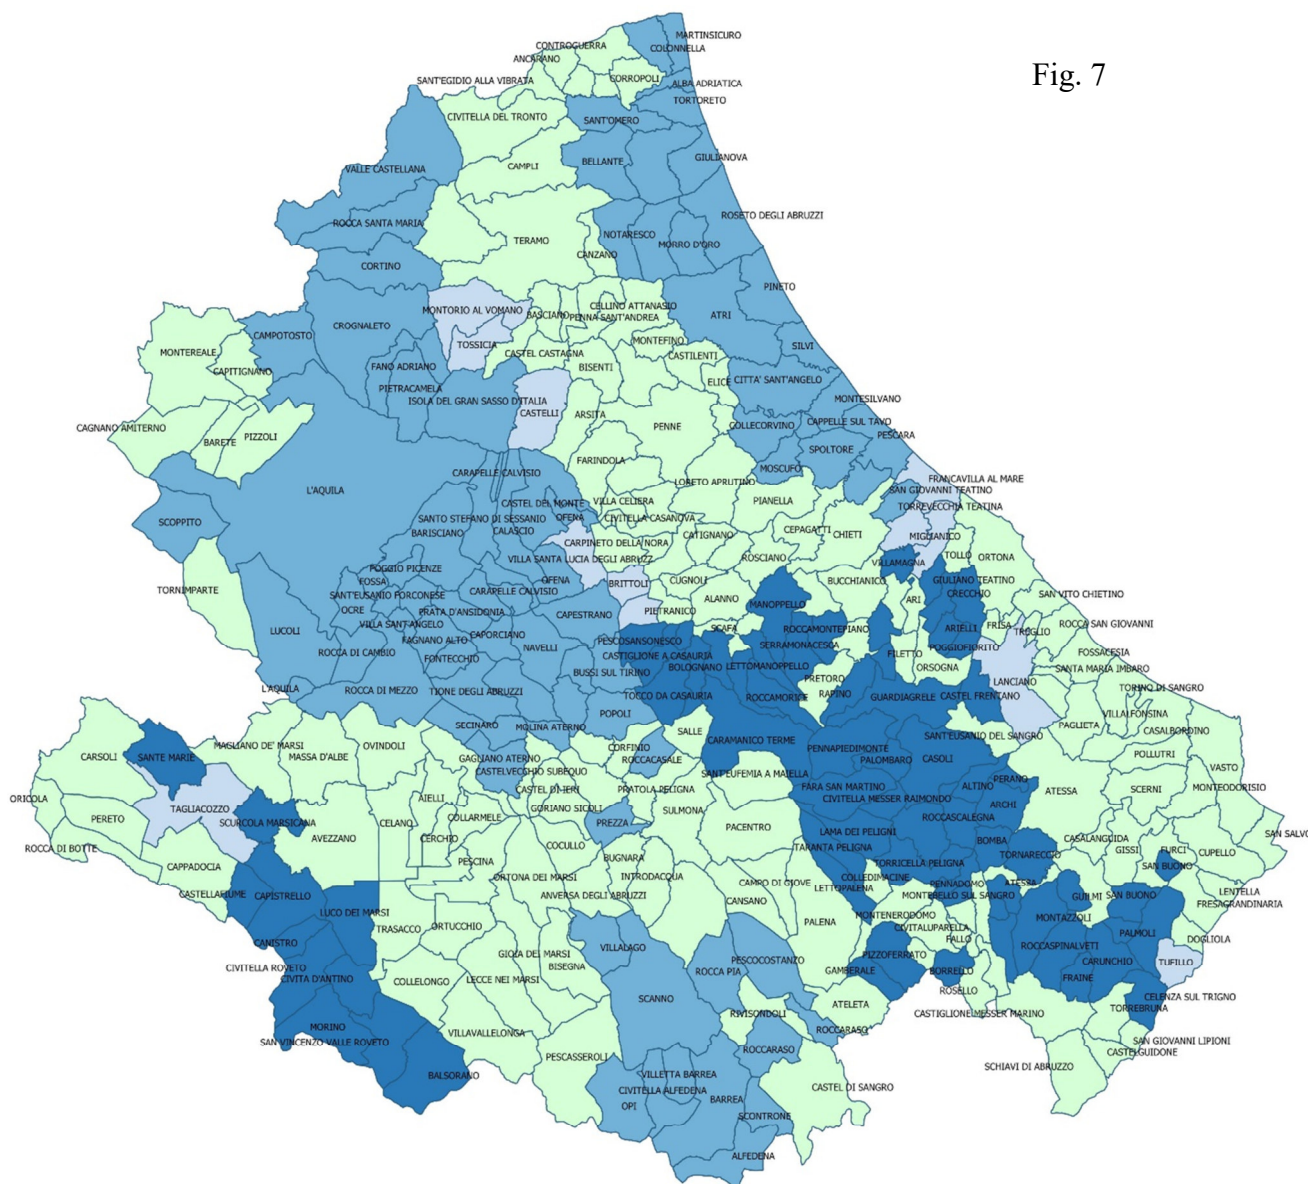 MARTINSICURO
CONTROGUERRA
COLONNELLA
ANCARANO
Fig. 7
SANT'EGIDIO ALLA VIBRATA
CORROPOLI
ALBA ADRIATICA
TORTORETO
CIVITELLA DEL TRONTO
SANT'OMERO
GIULIANOVA
BELLANTE
CAMPLI
VALLE CASTELLANA
ROSETO DEGLI ABRUZZI
ROCCA SANTA MARIA
NOTARESCO
TERAMO
MORRO D'ORO
CANZANO
CORTINO
PINETO
CELLINO ATTANASIO
MONTORIO AL VOMANO
BASCIANO
PENNA SANT'ANDREA
ATRI
CROGNALETO
CAMPOTOSTO
MONTEFINO
TOSSICIA
SILVI
MONTEREALE
CASTEL CASTAGNA
CASTILENTI
FANO ADRIANO
BISENTI
CAPITIGNANO
ELICE
CITTA' SANT'ANGELO
PIETRACAMELA
ISOLA DEL GRAN SASSO D'ITALIA
MONTESILVANO
CASTELLI
ARSITA
CAGNANO AMITERNO
PENNE
COLLECORVINO
CAPPELLE SUL TAVO
BARETE
PIZZOLI
PESCARA
SPOLTORE
FARINDOLA
MOSCUFO
CARAPELLE CALVISIO
FRANCAVILLA AL MARE
LORETO APRUTINO
L'AQUILA
SAN GIOVANNI TEATINO
VILLA CELIERA
PIANELLA
CASTEL DEL MONTE
TORREVECCHIA TEATINA
OFENA
SANTO STEFANO DI SESSANIO
CIVITELLA CASANOVA
SCOPPITO
CEPAGATTI
CALASCIO
BARISCIANO
CATIGNANO
CHIETI
MIGLIANICO
CARPINETO DELLA NORA
TOLLO
ORTONA
VILLA SANTA LUCIA DEGLI ABRUZZ
ROSCIANO
VILLAMAGNA
POGGIO PICENZE
CUGNOLI
BUCCHIANICO
GIULIANO TEATINO
FOSSA
OFENA
BRITTOLI
TORNIMPARTE
CARAPELLE CALVISIO
CRECCHIO
SAN VITO CHIETINO
SANT'EUSANIO FORCONESE
ALANNO
ARI
MANOPPELLO
OCRE
PRATA D'ANSIDONIA
CAPESTRANO
PIETRANICO
ROCCA SAN GIOVANNI
VILLA SANT'ANGELO
SCAFA
ROCCAMONTEPIANO
ARIELLI
FRISA
TREGLIO
LUCOLI
CAPORCIANO
FAGNANO ALTO
PESCOSANSONESCO
SERRAMONACESCA
POGGIOFIORITO
FOSSACESIA
ROCCA DI CAMBIO
FONTECCHIO
NAVELLI
CASTIGLIONE A CASAURIA
FILETTO
BOLOGNANO
LETTOMANOPPELLO
ORSOGNA
SANTA MARIA IMBARO
BUSSI SUL TIRINO
PRETORO
LANCIANO
L'AQUILA
ROCCA DI MEZZO
TIONE DEGLI ABRUZZI
TOCCO DA CASAURIA
ROCCAMORICE
RAPINO
GUARDIAGRELE
CASTEL FRENTANO
TORINO DI SANGRO
POPOLI
VILLALFONSINA
SECINARO
MOLINA ATERNO
PAGLIETA
CASALBORDINO
SALLE
CARAMANICO TERME
SANT'EUSANIO DEL SANGRO
MAGLIANO DE' MARSI
OVINDOLI
CORFINIO
PENNAPIEDIMONTE
SANTE MARIE
MASSA D'ALBE
GAGLIANO ATERNO
ROCCACASALE
PALOMBARO
CASOLI
POLLUTRI
CARSOLI
CASTELVECCHIO SUBEQUO
SANT'EUFEMIA A MAIELLA
VASTO
CASTEL DI IERI
PRATOLA PELIGNA
FARA SAN MARTINO
ALTINO
PERANO
ATESSA
SCERNI
MONTEODORISIO
ORICOLA
AIELLI
GORIANO SICOLI
SULMONA
CIVITELLA MESSER RAIMONDO
ARCHI
TAGLIACOZZO
PERETO
SCURCOLA MARSICANA
CELANO
COLLARMELE
PREZZA
PACENTRO
ROCCASCALEGNA
AVEZZANO
CERCHIO
LAMA DEI PELIGNI
BOMBA
CASALANGUIDA
SAN SALVO
ROCCA DI BOTTE
COCULLO
TARANTA PELIGNA
GISSI
FURCI
CUPELLO
CAPPADOCIA
PESCINA
BUGNARA
TORRICELLA PELIGNA
TORNARECCIO
SAN BUONO
ORTONA DEI MARSI
INTRODACQUA
COLLEDIMACINE
CASTELLAFIUME
CAPISTRELLO
CAMPO DI GIOVE
LETTOPALENA
PENNADOMO
ATESSA
LENTELLA
ANVERSA DEGLI ABRUZZI
CANSANO
MONTEBELLO SUL SANGRO
GUILMI
SAN BUONO
FRESAGRANDINARIA
LUCO DEI MARSI
MONTENERODOMO
MONTAZZOLI
TRASACCO
ORTUCCHIO
PALENA
CIVITALUPARELLA
PALMOLI
CANISTRO
VILLALAGO
FALLO
DOGLIOLA
GIOIA DEI MARSI
PESCOCOSTANZO
PIZZOFERRATO
ROCCASPINALVETI
CARUNCHIO
TUFILLO
CIVITELLA ROVETO
BISEGNA
ROCCA PIA
GAMBERALE
BORRELLO
CIVITA D'ANTINO
LECCE NEI MARSI
FRAINE
COLLELONGO
ROSELLO
SCANNO
CELENZA SUL TRIGNO
ATELETA
TORREBRUNA
RIVISONDOLI
CASTIGLIONE MESSER MARINO
MORINO
VILLAVALLELONGA
ROCCARASO
SAN VINCENZO VALLE ROVETO
SAN GIOVANNI LIPIONI
ROCCARASO
CASTELGUIDONE
PESCASSEROLI
SCHIAVI DI ABRUZZO
BALSORANO
VILLETTA BARREA
CASTEL DI SANGRO
CIVITELLA ALFEDENA
BARREA
OPI
SCONTRONE
ALFEDENA